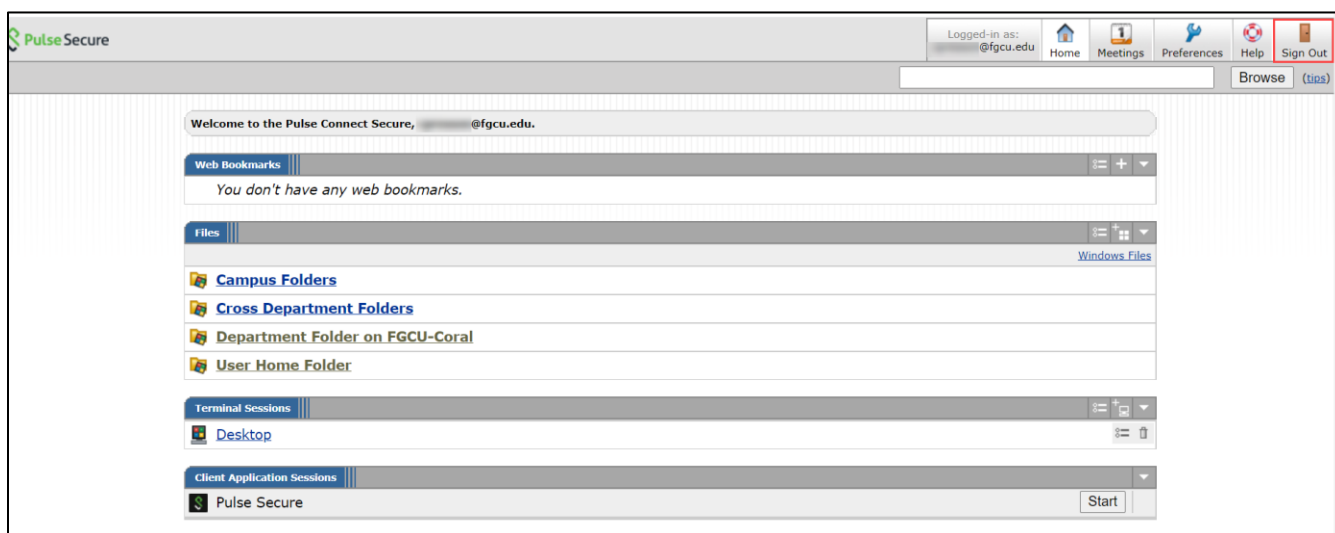 Pulse Secure
Logged-in as:
@fgcu.edu
Home
1
Meetings
Preferences
Help
Sign Out
Browse
(tips)
Welcome to the Pulse Connect Secure, @fgcu.edu.
Web Bookmarks
You don't have any web bookmarks.
Files
Windows Files
Campus Folders
Cross Department Folders
Department Folder on FGCU-Coral
User Home Folder
Terminal Sessions
Desktop
Client Application Sessions
Pulse Secure
Start